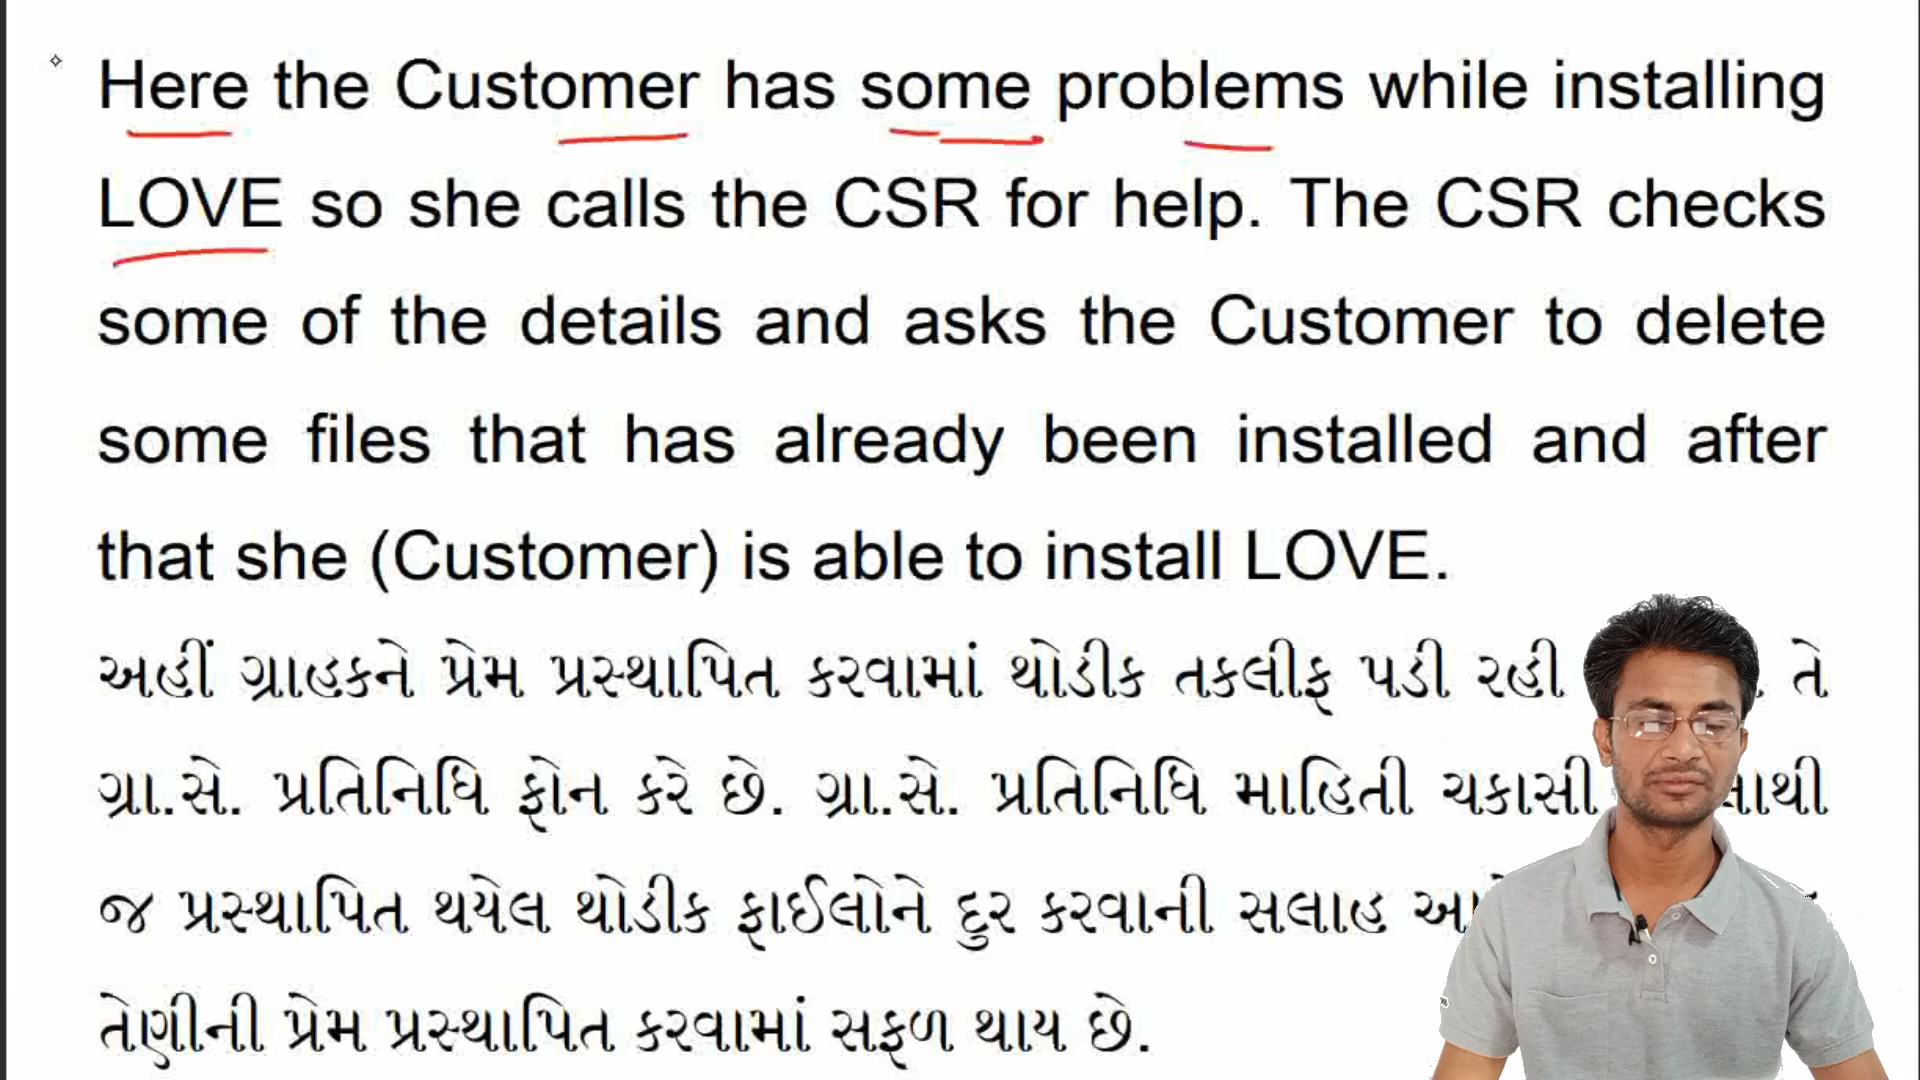 Here the Customer has some problems while installing
LOVE so she calls the CSR for help. The CSR checks
some of the details and asks the Customer to delete
some files that has already been installed and after
that she (Customer) is able to install LOVE.
અહીં ગ્રાહકને પ્રેમ પ્રસ્થાપિત કરવામાં થોડીક તકલીફ પડી રહી તે
ગ્રા.સે. પ્રતિનિધિ ફોન કરે છે. ગ્રા.સે. પ્રતિનિધિ માહિતી ચકાસી
જ પ્રસ્થાપિત થયેલ થોડીક ફાઈલોને દુર કરવાની સલાહ
તેણીની પ્રેમ પ્રસ્થાપિત કરવામાં સફળ થાય છે.